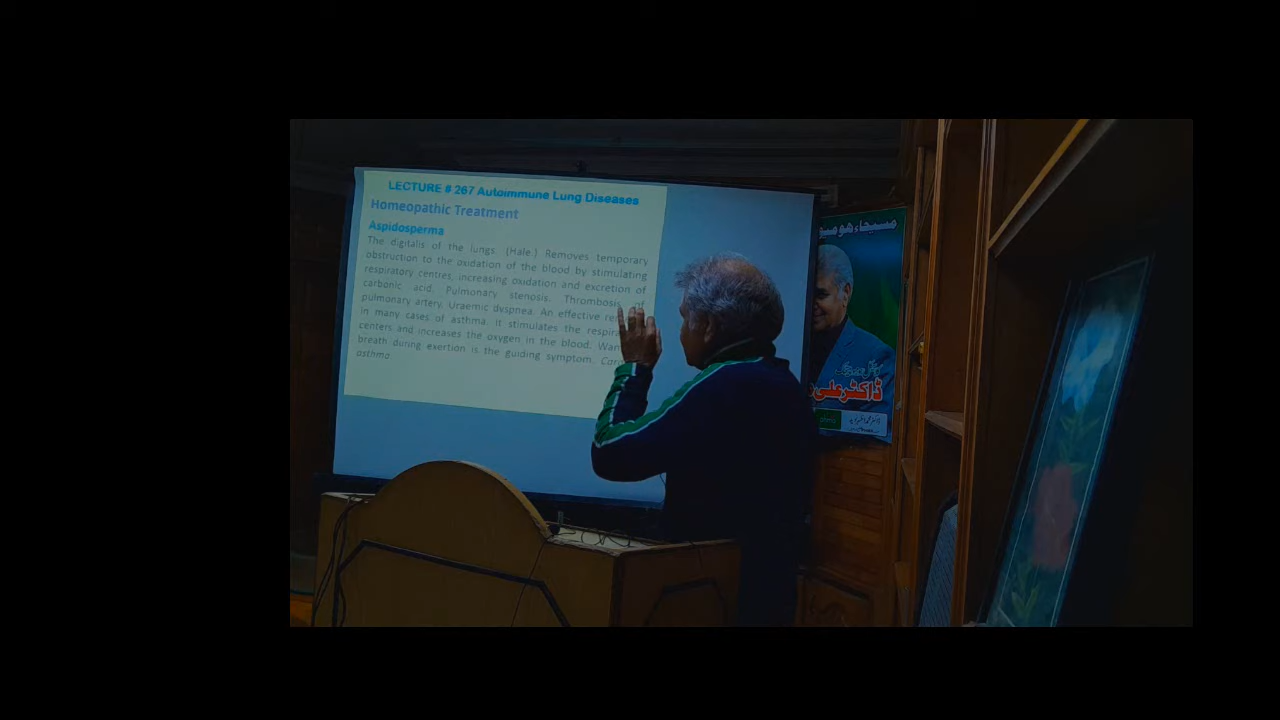 LECTURE # 267 Autoimmune Lung Diseases
Homeopathic Treatment
Aspidosperma
The digitalis of the lungs. (Hale.) Removes temporary
obstruction to the oxidation of the blood by stimulating
respiratory centres, increasing oxidation and excretion of
carbonic acid. Pulmonary stenosis. Thrombosis of
pulmonary artery. Uraemic dyspnea. An effective
in many cases of asthma. It stimulates the
centers and increases the oxygen in the blood.
breath during exertion is the guiding symptom.
asthma.
مسیحاء ہومیو
ڈاکٹر علی